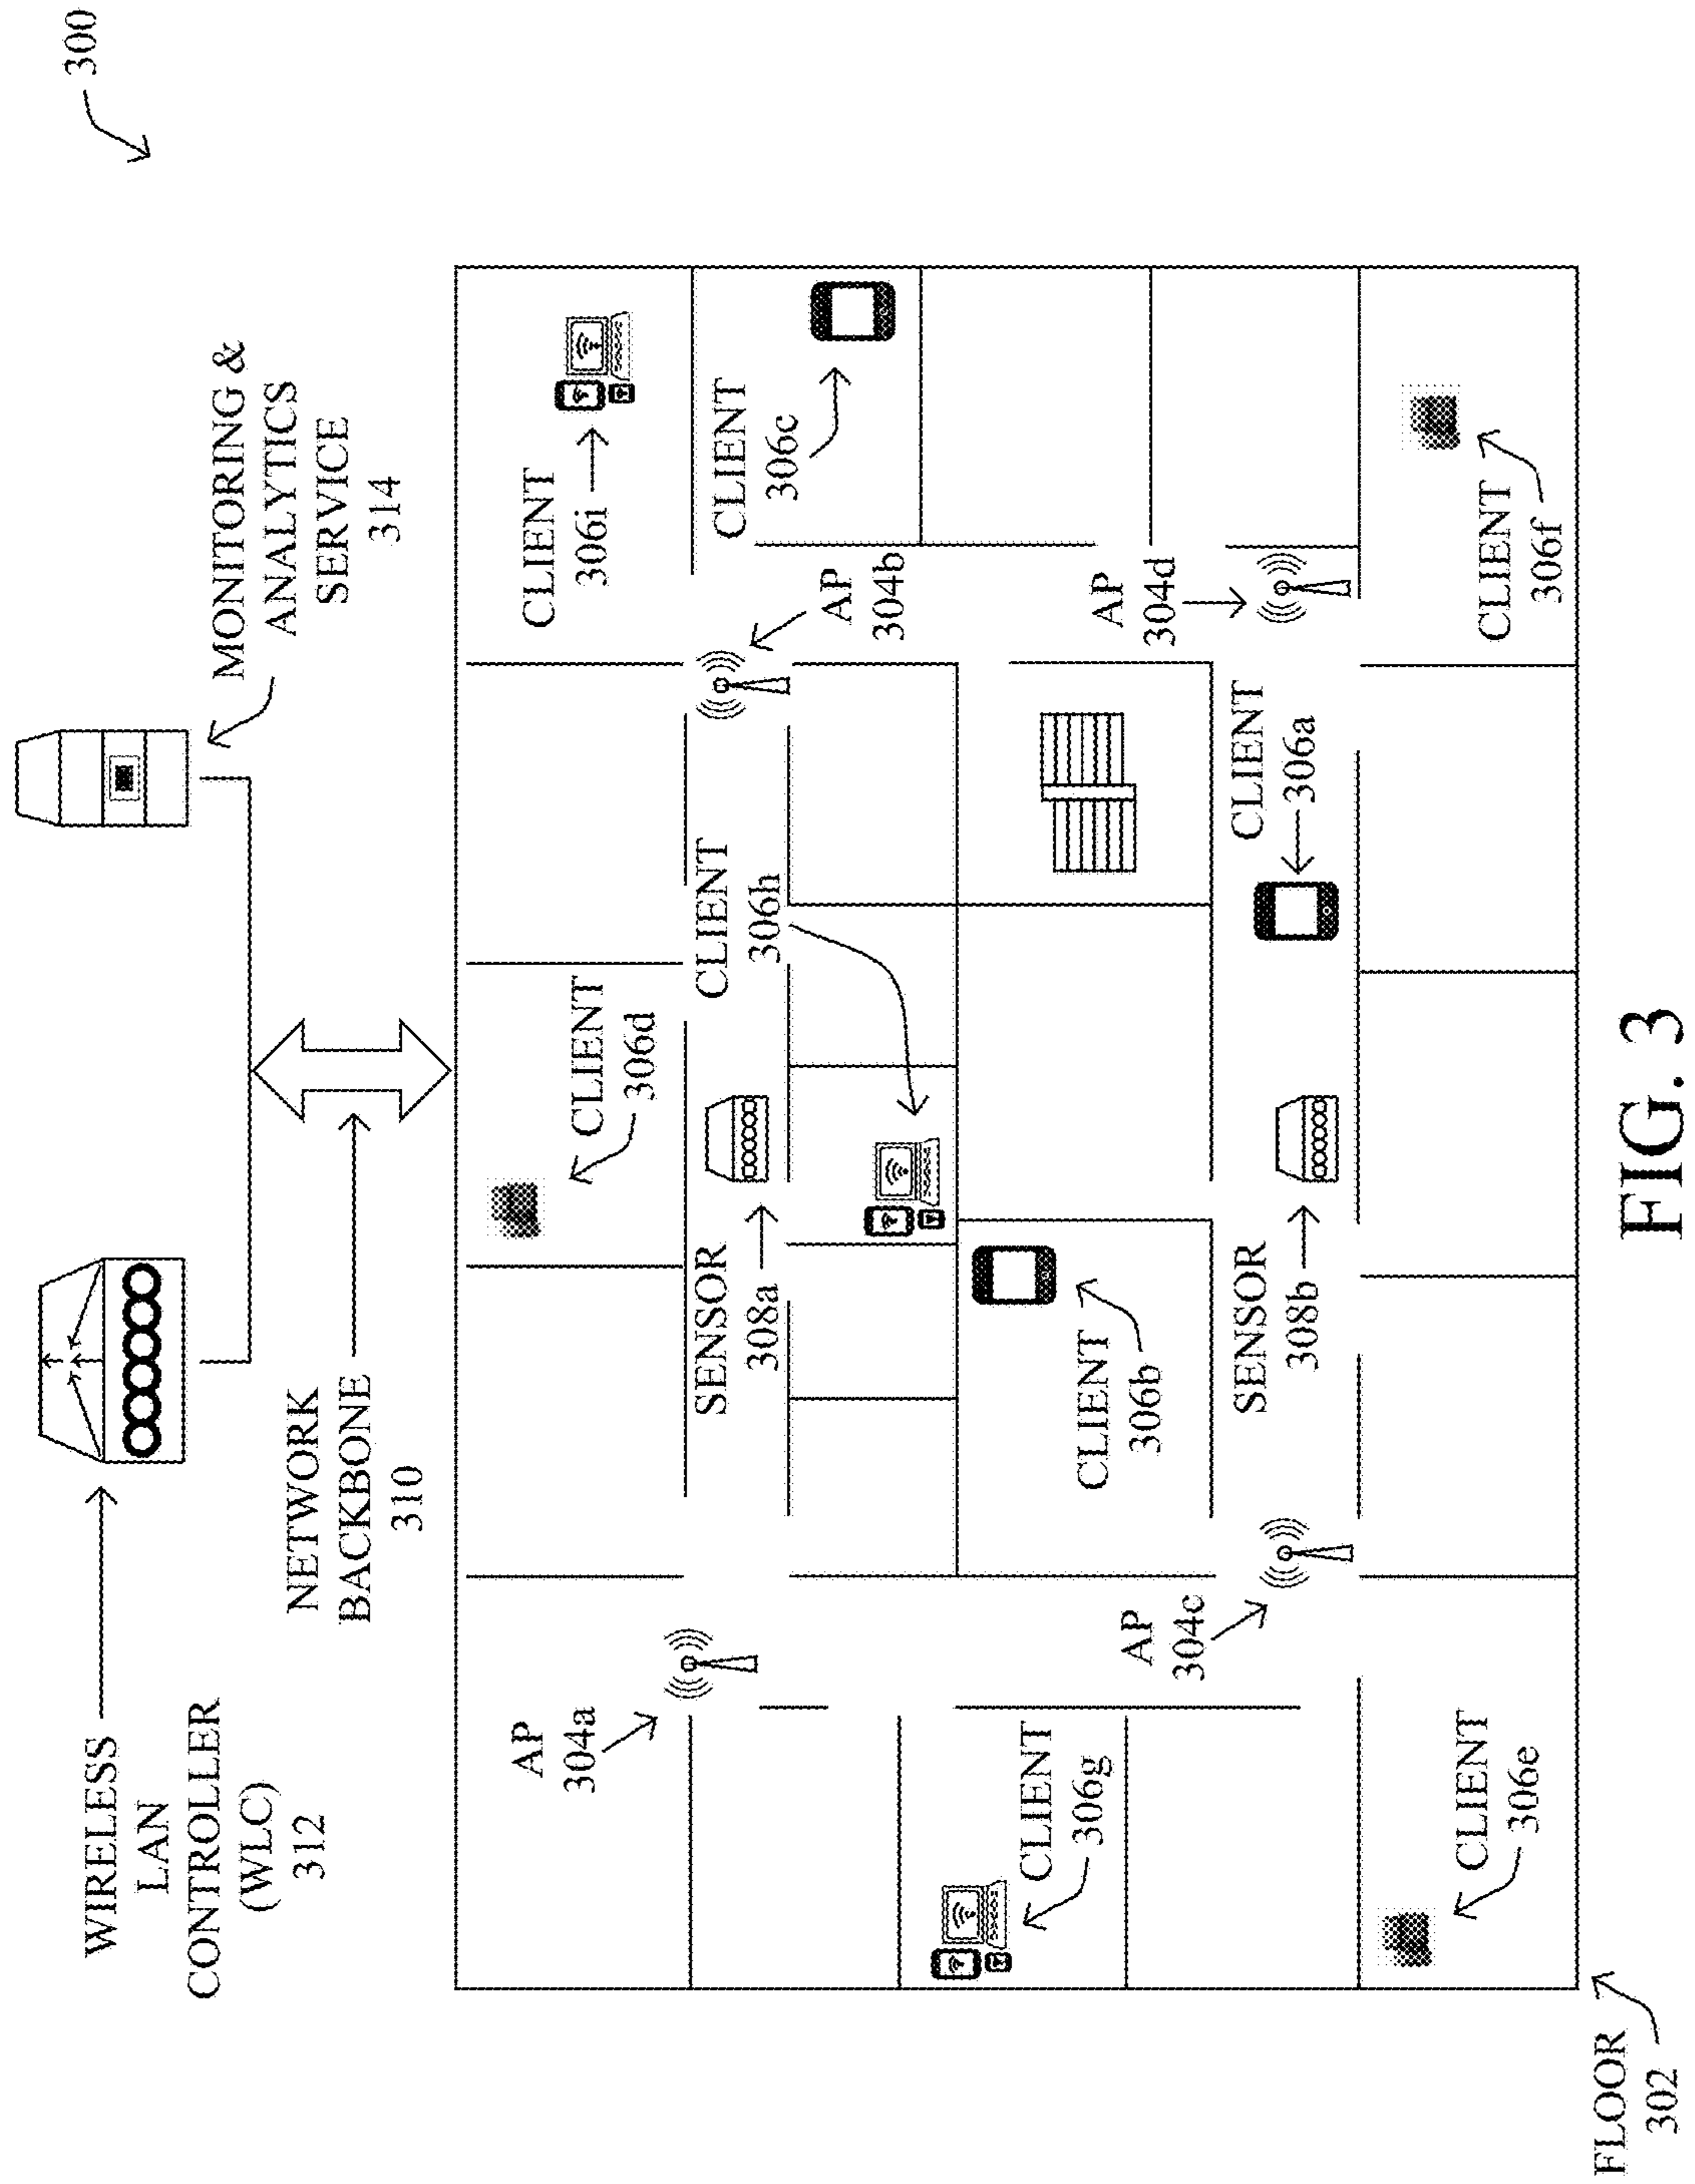 300
MONITORING &
ANALYTICS
SERVICE
314
WIRELESS
LAN
CONTROLLER
(WLC)
312
NETWORK
BACKBONE
310
AP
304a
CLIENT
306d
CLIENT
306i
SENSOR
308a
CLIENT
306h
AP
304b
CLIENT
306c
CLIENT
306g
CLIENT
306b
AP
304c
AP
304d
SENSOR
308b
CLIENT
306a
CLIENT
306e
CLIENT
306f
FLOOR
302
FIG. 3